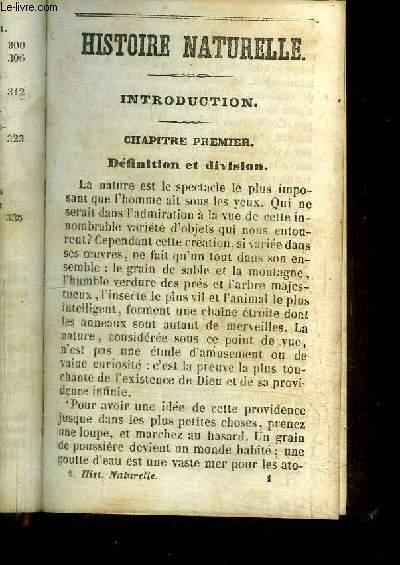 Le-livre.com
300
306
312
323
335
HISTOIRE NATURELLE.
INTRODUCTION.
CHAPITRE PREMIER.
Définition et division.
La nature est le spectacle le plus impo-
sant que l'homme ait sous les yeux. Qui ne
serait dans l'admiration à la vue de cette in-
nombrable variété d'objets qui nous entou-
rent? Cependant cette création, si variée dans
ses œuvres, ne fait qu'un tout dans son en-
semble : le grain de sable et la montagne,
l'humble verdure des prés et l'arbre majes-
tueux, l'insecte le plus vil et l'animal le plus
intelligent, forment une chaîne étroite dont
les anneaux sont autant de merveilles. La
nature, considérée sous ce point de vue,
n'est pas une étude d'amusement ou de
vaine curiosité : c'est la preuve la plus tou-
chante de l'existence de Dieu et de sa provi-
dence infinie.
Pour avoir une idée de cette providence
jusque dans les plus petites choses, prenez
une loupe, et marchez au hasard. Un grain
de poussière devient un monde habité; une
goutte d'eau est une vaste mer pour les ato-
Hist. Naturelle. 1